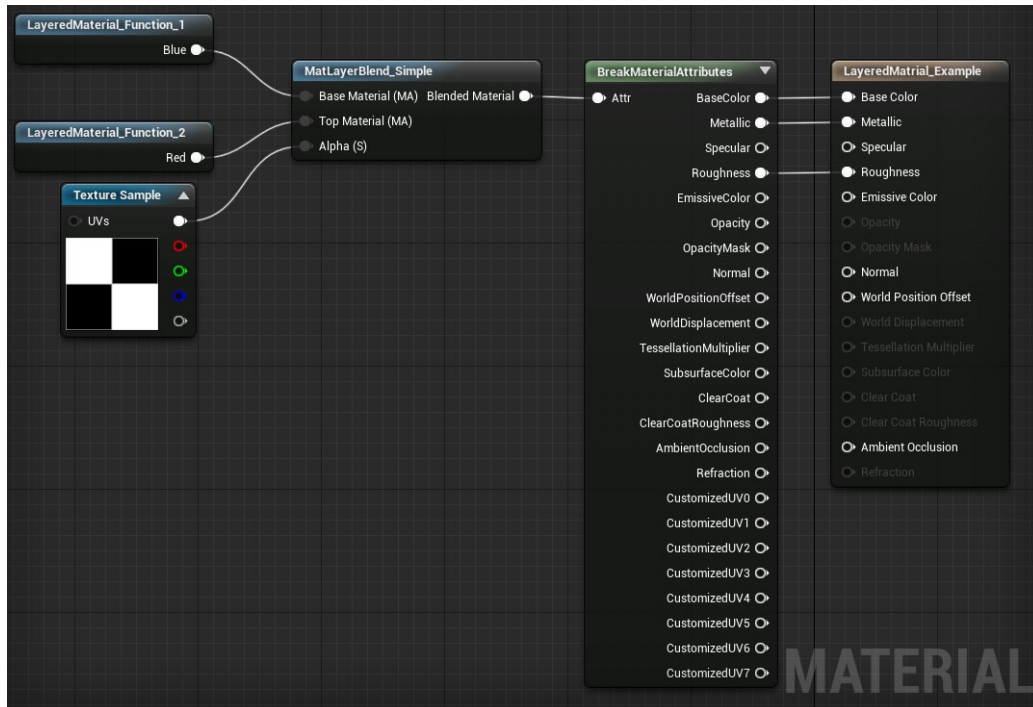 LayeredMaterial_Function_1
Blue
LayeredMaterial_Function_2
Red
Texture Sample
UVs
MatLayerBlend_Simple
Base Material (MA) Blended Material
Top Material (MA)
Alpha (S)
BreakMaterialAttributes
Attr BaseColor
Metallic
Specular
Roughness
EmissiveColor
Opacity
OpacityMask
Normal
WorldPositionOffset
WorldDisplacement
TessellationMultiplier
SubsurfaceColor
ClearCoat
ClearCoatRoughness
AmbientOcclusion
Refraction
CustomizedUV0
CustomizedUV1
CustomizedUV2
CustomizedUV3
CustomizedUV4
CustomizedUV5
CustomizedUV6
CustomizedUV7
LayeredMatrial_Example
Base Color
Metallic
Specular
Roughness
Emissive Color
Opacity
Opacity Mask
Normal
World Position Offset
World Displacement
Tessellation Multiplier
Subsurface Color
Clear Coat
Clear Coat Roughness
Ambient Occlusion
Refraction
MATERIAL